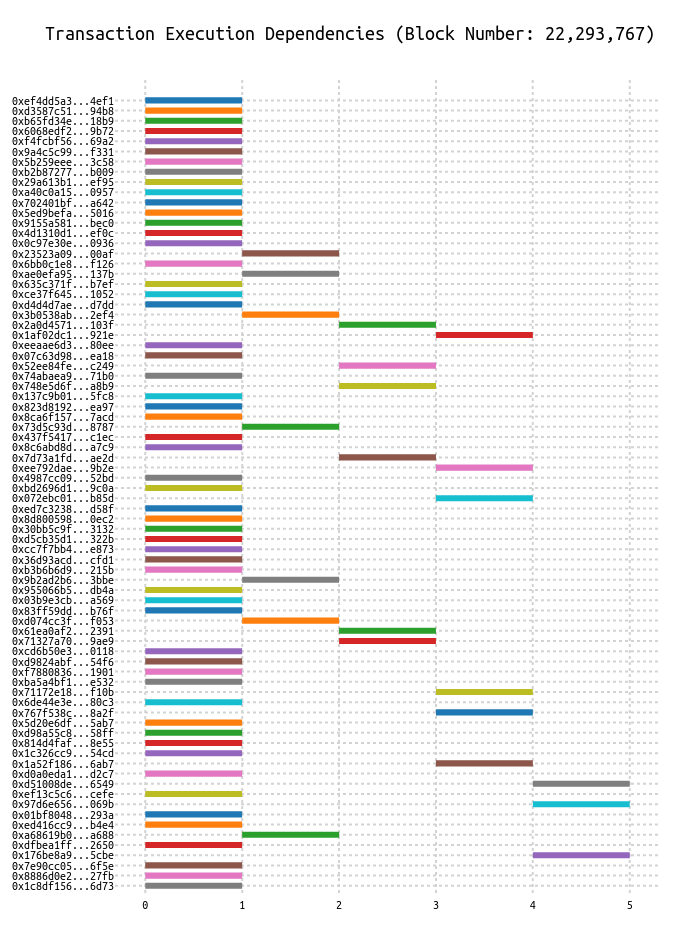 Transaction Execution Dependencies (Block Number: 22,293,767)
0xef4dd5a3...4ef1
0xd3587c51...94b8
0xb65fd34e...18b9
0x6068edf2...9b72
0xf4fcbf56...69a2
0x9a4c5c99...f331
0x5b259eee...3c58
0xb2b87277...b009
0x29a613b1...ef95
0xa40c0a15...0957
0x702401bf...a642
0x5ed9befa...5016
0x9155a581...bec0
0x4d1310d1...ef0c
0x0c97e30e...0936
0x23523a09...00af
0x6bb0c1e8...f126
0xae0efa95...137b
0x635c371f...b7ef
0xce37f645...1052
0xd4d4d7ae...d7dd
0x3b0538ab...2ef4
0x2a0d4571...103f
0x1af02dc1...921e
0xeeaae6d3...80ee
0x07c63d98...ea18
0x52ee84fe...c249
0x74abaea9...71b0
0x748e5d6f...a8b9
0x137c9b01...5fc8
0x823d8192...ea97
0x8ca6f157...7acd
0x73d5c93d...8787
0x437f5417...c1ec
0x8c6abd8d...a7c9
0x7d73a1fd...ae2d
0xee792dae...9b2e
0x4987cc09...52bd
0xbd2696d1...9c0a
0x072ebc01...b85d
0xed7c3238...d58f
0x8d800598...0ec2
0x30bb5c9f...3132
0xd5cb35d1...322b
0xcc7f7bb4...e873
0x36d93acd...cfd1
0xb3b6b6d9...215b
0x9b2ad2b6...3bbe
0x955066b5...db4a
0x03b9e3cb...a569
0x83ff59dd...b76f
0xd074cc3f...f053
0x61ea0af2...2391
0x71327a70...9ae9
0xcd6b50e3...0118
0xd9824abf...54f6
0xf7880836...1901
0xba5a4bf1...e532
0x71172e18...f10b
0x6de44e3e...80c3
0x767f538c...8a2f
0x5d20e6df...5ab7
0xd98a55c8...58ff
0x814d4faf...8e55
0x1c326cc9...54cd
0x1a52f186...6ab7
0xd0a0eda1...d2c7
0xd51008de...6549
0xef13c5c6...cefe
0x97d6e656...069b
0x01bf8048...293a
0xed416cc9...b4e4
0xa68619b0...a688
0xdfbea1ff...2650
0x176be8a9...5cbe
0x7e90cc05...6f5e
0x8886d0e2...27fb
0x1c8df156...6d73
0 1 2 3 4 5